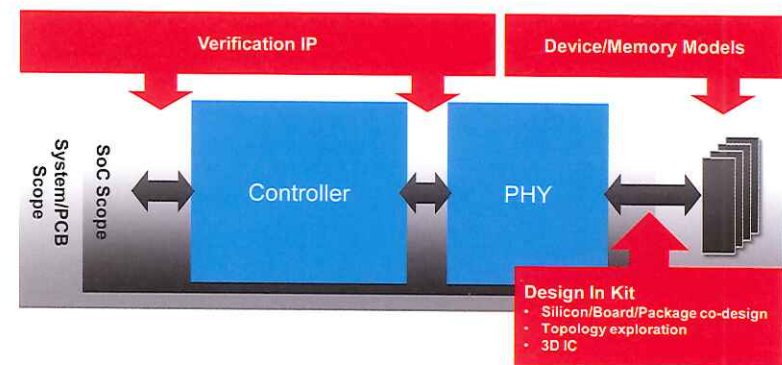 Verification IP
Device/Memory Models
System/PCB
Scope
SoC Scope
Controller
PHY
Design In Kit
• Silicon/Board/Package co-design
• Topology exploration
• 3D IC